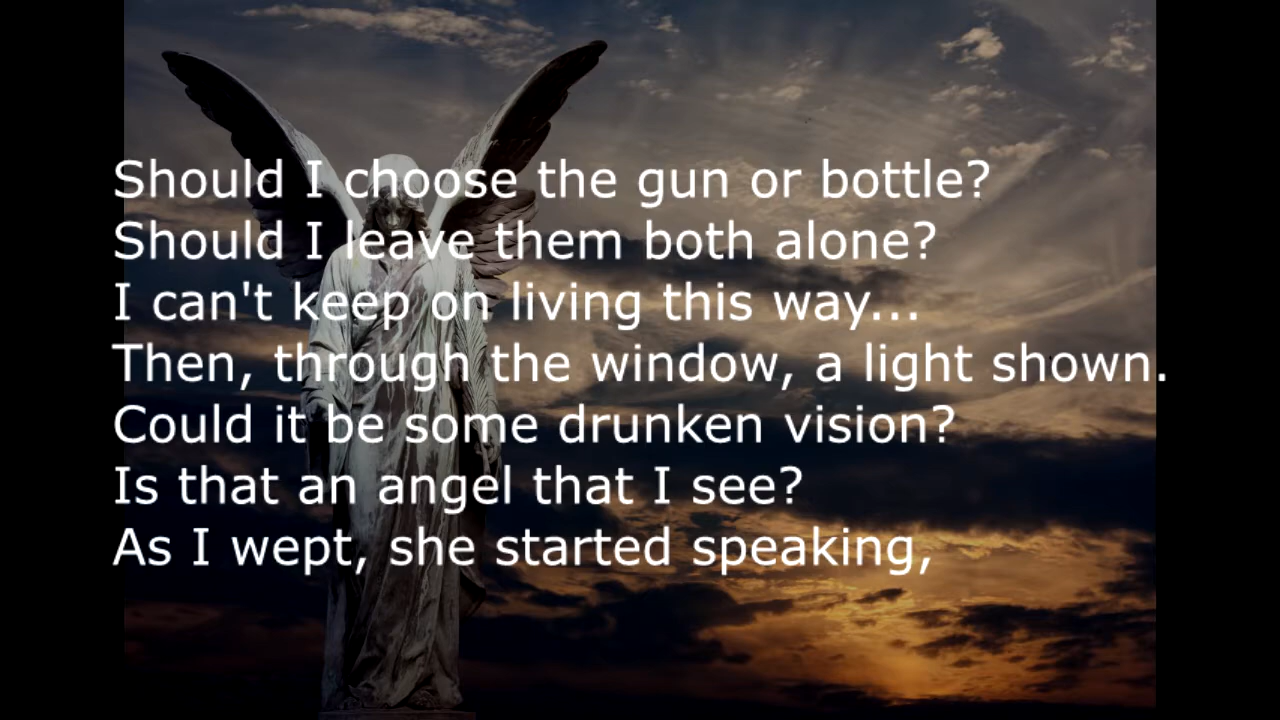 Should I choose the gun or bottle?
Should I leave them both alone?
I can't keep on living this way...
Then, through the window, a light shown.
Could it be some drunken vision?
Is that an angel that I see?
As I wept, she started speaking,